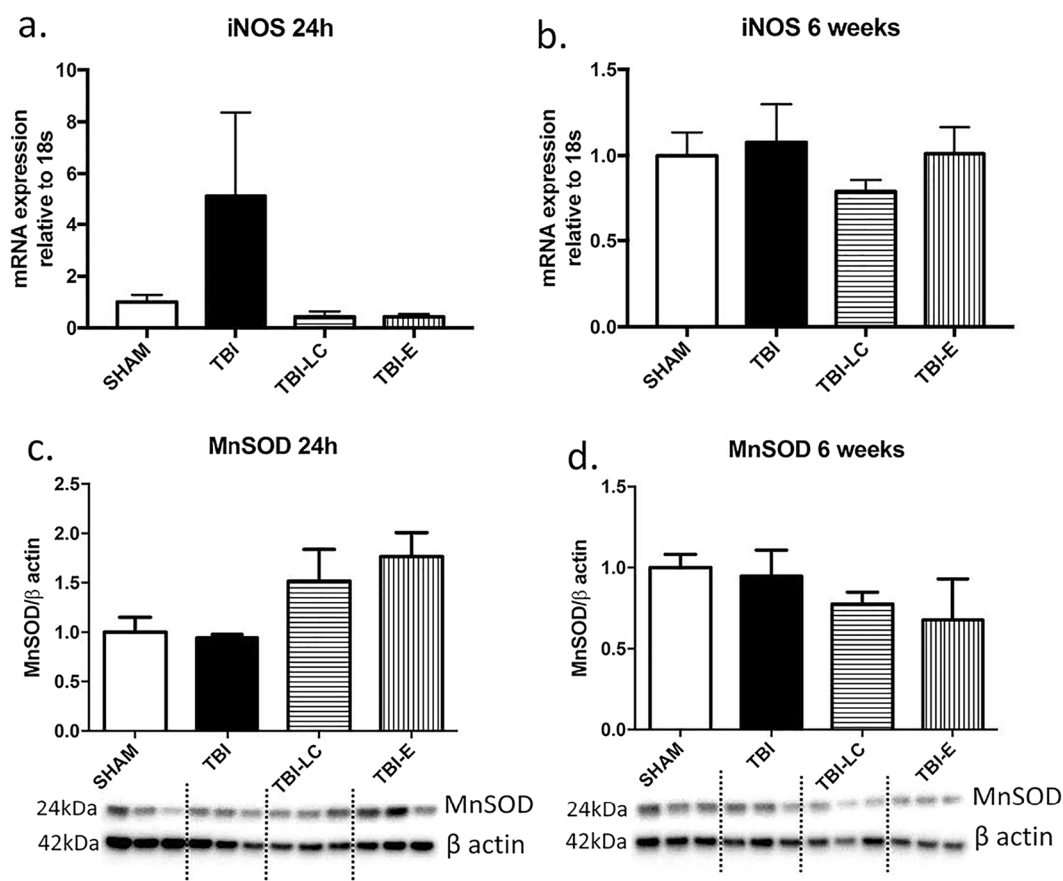 a.
iNOS 24h
mRNA expression
relative to 18s
10
8
6
4
2
0
SHAM
TBI
TBI-LC
TBI-E
b.
iNOS 6 weeks
mRNA expression
relative to 18s
1.5
1.0
0.5
0.0
SHAM
TBI
TBI-LC
TBI-E
c.
MnSOD 24h
MnSOD/β actin
2.5
2.0
1.5
1.0
0.5
0.0
SHAM
TBI
TBI-LC
TBI-E
24kDa
MnSOD
42kDa
β actin
d.
MnSOD 6 weeks
MnSOD/β actin
1.5
1.0
0.5
0.0
SHAM
TBI
TBI-LC
TBI-E
24kDa
MnSOD
42kDa
β actin